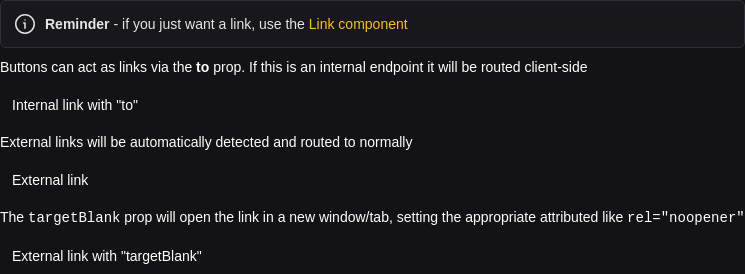 Reminder - if you just want a link, use the Link component
Buttons can act as links via the to prop. If this is an internal endpoint it will be routed client-side
Internal link with "to"
External links will be automatically detected and routed to normally
External link
The targetBlank prop will open the link in a new window/tab, setting the appropriate attributed like rel="noopener"
External link with "targetBlank"